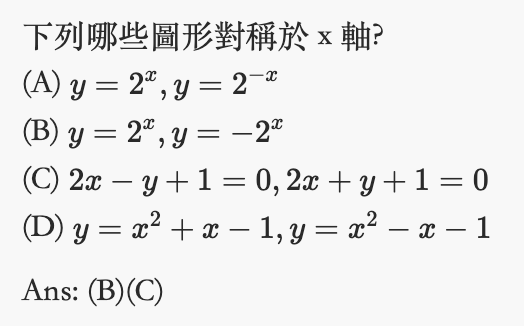 下列哪些圖形對稱於 x 軸?
(A) y = 2^x, y = 2^{-x}
(B) y = 2^x, y = −2^x
(C) 2x − y + 1 = 0, 2x + y + 1 = 0
(D) y = x^2 + x − 1, y = x^2 − x − 1
Ans: (B)(C)